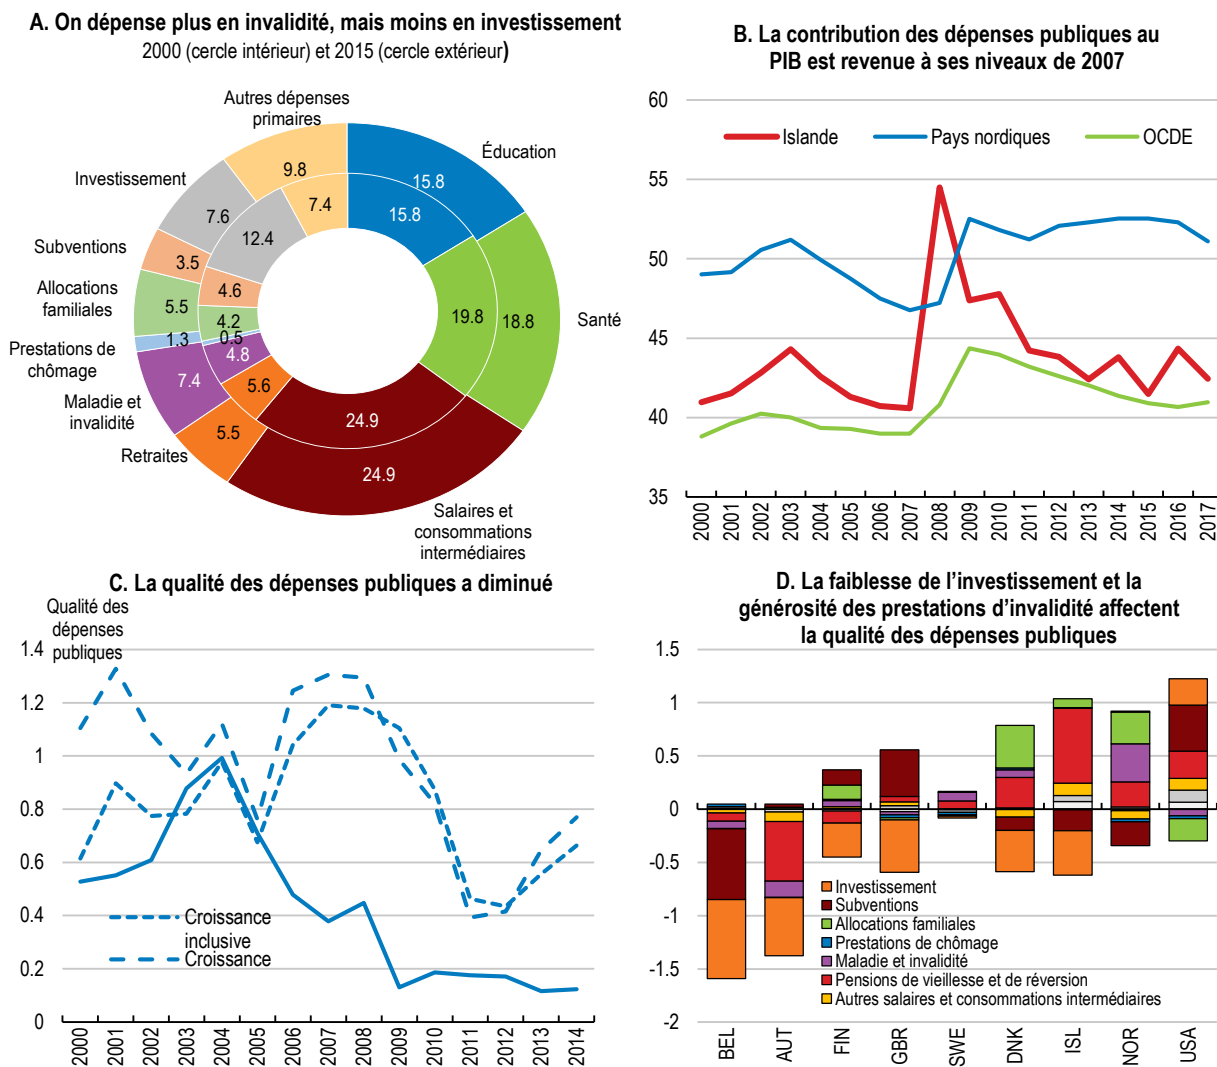 A. On dépense plus en invalidité, mais moins en investissement
2000 (cercle intérieur) et 2015 (cercle extérieur)
Autres dépenses
primaires
Éducation
Investissement
Subventions
Allocations
familiales
Santé
Prestations de
chômage
Maladie et
invalidité
Retraites
Salaires et
consommations
intermédiaires
9.8
15.8
7.4
15.8
7.6
12.4
3.5
4.6
5.5
4.2
19.8
18.8
1.3
0.5
4.8
7.4
5.6
5.5
24.9
24.9
B. La contribution des dépenses publiques au
PIB est revenue à ses niveaux de 2007
60
55
50
45
40
35
Islande
Pays nordiques
OCDE
2000
2001
2002
2003
2004
2005
2006
2007
2008
2009
2010
2011
2012
2013
2014
2015
2016
2017
C. La qualité des dépenses publiques a diminué
Qualité des
dépenses
publiques
1.4
1.2
1
0.8
0.6
0.4
0.2
0
Croissance
inclusive
Croissance
2000
2001
2002
2003
2004
2005
2006
2007
2008
2009
2010
2011
2012
2013
2014
D. La faiblesse de l’investissement et la
générosité des prestations d’invalidité affectent
la qualité des dépenses publiques
1.5
1
0.5
0
-0.5
-1
-1.5
-2
Investissement
Subventions
Allocations familiales
Prestations de chômage
Maladie et invalidité
Pensions de vieillesse et de réversion
Autres salaires et consommations intermédiaires
BEL
AUT
FIN
GBR
SWE
DNK
ISL
NOR
USA